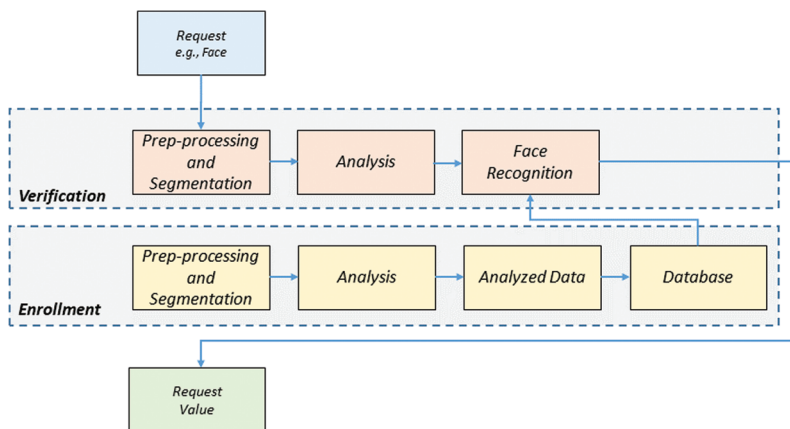 Request
e.g., Face
Prep-processing
and
Segmentation
Analysis
Face
Recognition
Verification
Prep-processing
and
Segmentation
Analysis
Analyzed Data
Database
Enrollment
Request
Value